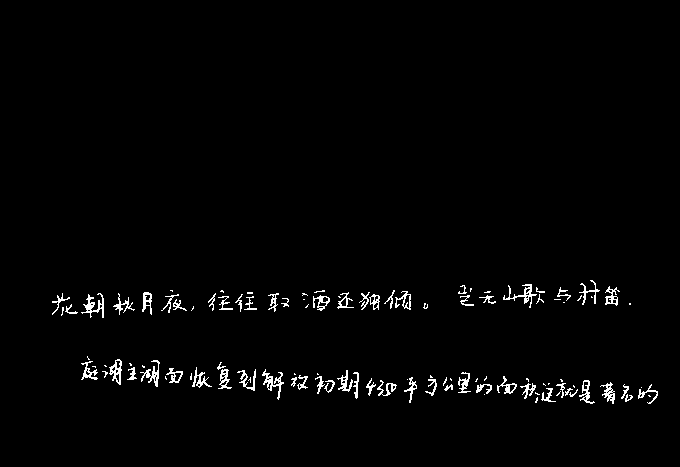 花朝秋月夜,往往取酒还独倾。岂无山歌与村笛.
庭湖主湖面恢复到解放初期4350平方公里的面积这就是著名的